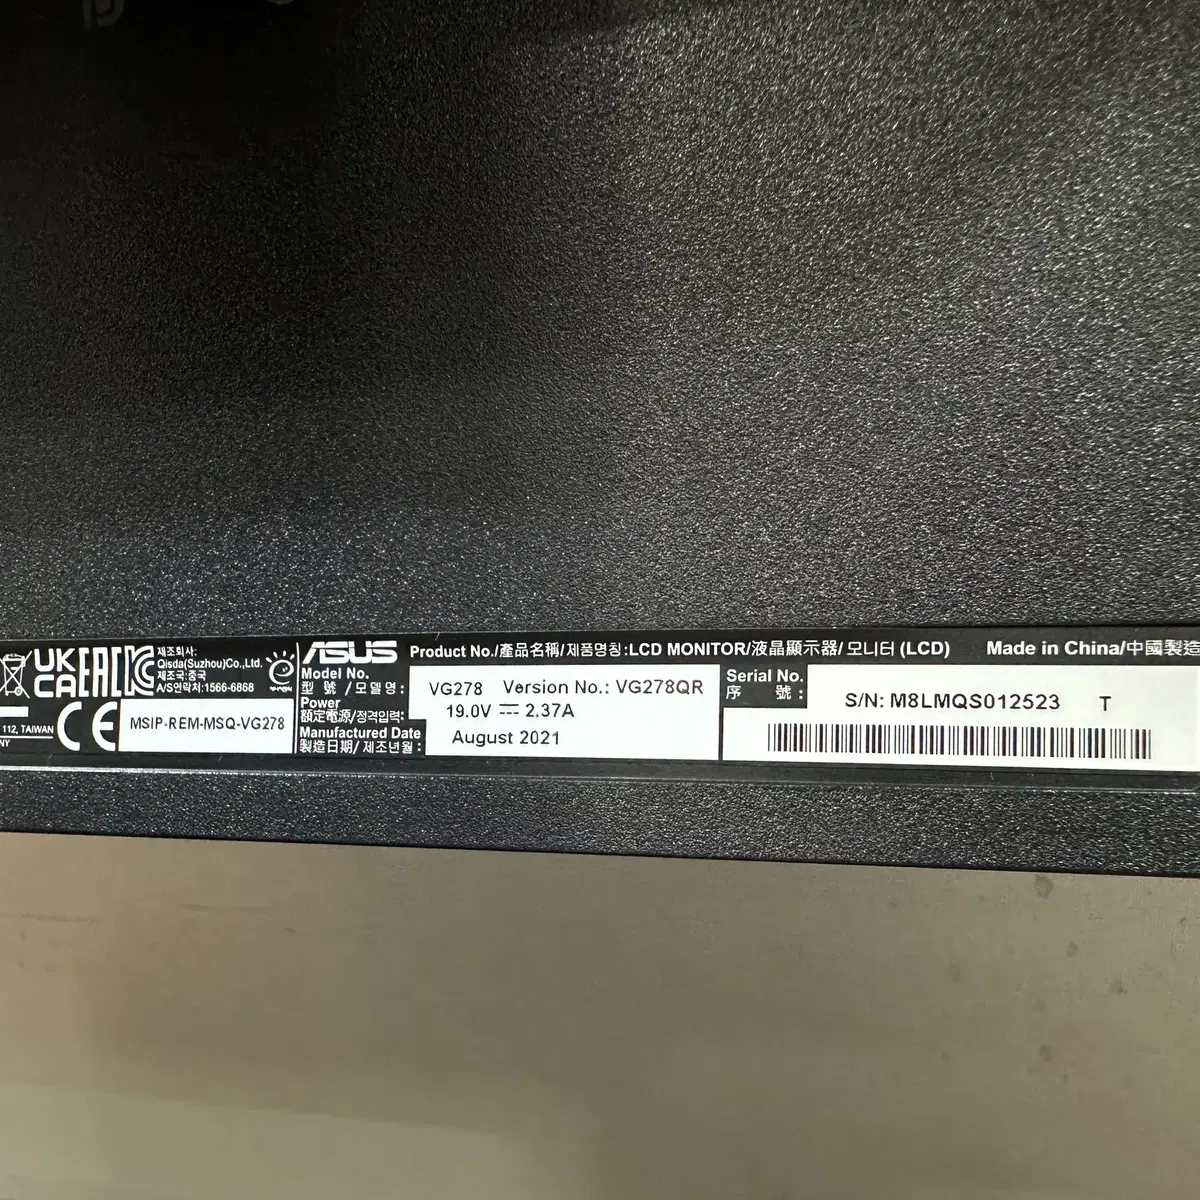 UK
CA
EAC
제조회사:
Qisda(Suzhou)Co.,Ltd.
제조국:중국
A/S연락처:1566-6868
112, TAIWAN
NY
CE
MSIP-REM-MSQ-VG278
ASUS Product No./產品名稱/제품명칭:LCD MONITOR/液晶顯示器/모니터 (LCD) Made in China/中國製造
Model No.
型 號 /모델명: VG278 Version No.: VG278QR
Power
額定電源/정격입력: 19.0V ⎓ 2.37A
Manufactured Date
製造日期/ 제조년월: August 2021
Serial No.
序 號: S/N: M8LMQS012523 T